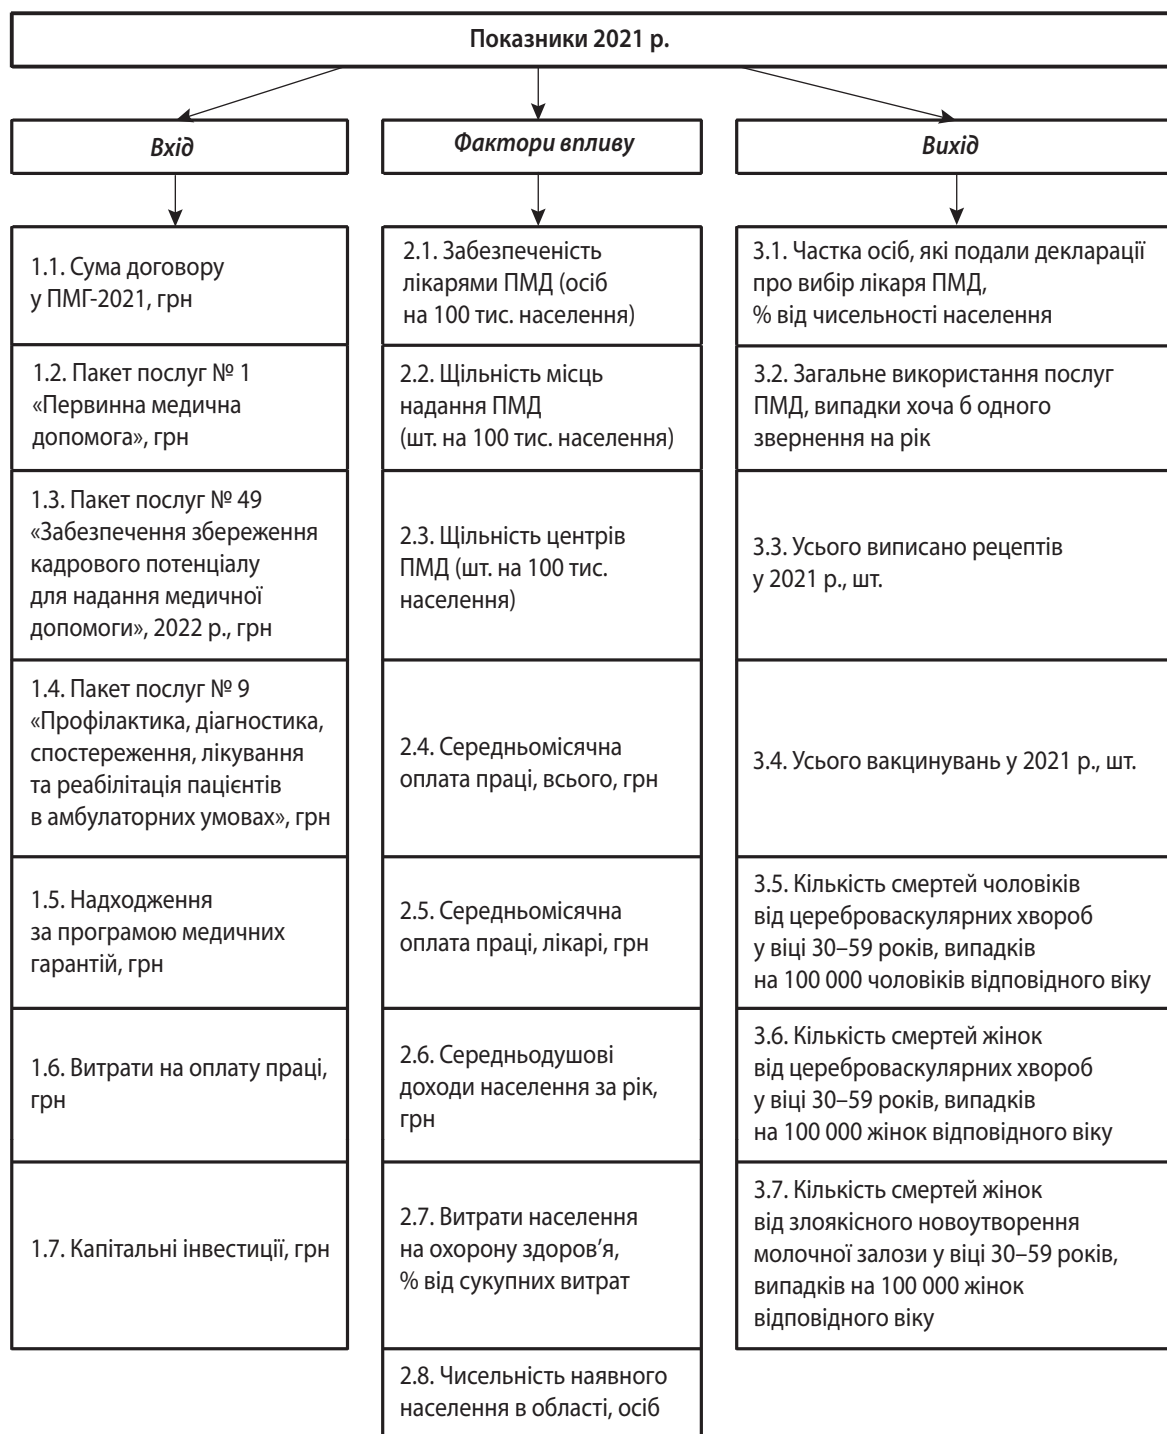 Показники 2021 р.
Вхід
Фактори впливу
Вихід
1.1. Сума договору
у ПМГ-2021, грн
1.2. Пакет послуг № 1
«Первинна медична
допомога», грн
1.3. Пакет послуг № 49
«Забезпечення збереження
кадрового потенціалу
для надання медичної
допомоги», 2022 р., грн
1.4. Пакет послуг № 9
«Профілактика, діагностика,
спостереження, лікування
та реабілітація пацієнтів
в амбулаторних умовах», грн
1.5. Надходження
за програмою медичних
гарантій, грн
1.6. Витрати на оплату праці,
грн
1.7. Капітальні інвестиції, грн
2.1. Забезпеченість
лікарями ПМД (осіб
на 100 тис. населення)
2.2. Щільність місць
надання ПМД
(шт. на 100 тис. населення)
2.3. Щільність центрів
ПМД (шт. на 100 тис.
населення)
2.4. Середньомісячна
оплата праці, всього, грн
2.5. Середньомісячна
оплата праці, лікарі, грн
2.6. Середньодушові
доходи населення за рік,
грн
2.7. Витрати населення
на охорону здоров’я,
% від сукупних витрат
2.8. Чисельність наявного
населення в області, осіб
3.1. Частка осіб, які подали декларації
про вибір лікаря ПМД,
% від чисельності населення
3.2. Загальне використання послуг
ПМД, випадки хоча б одного
звернення на рік
3.3. Усього виписано рецептів
у 2021 р., шт.
3.4. Усього вакцинувань у 2021 р., шт.
3.5. Кількість смертей чоловіків
від цереброваскулярних хвороб
у віці 30–59 років, випадків
на 100 000 чоловіків відповідного віку
3.6. Кількість смертей жінок
від цереброваскулярних хвороб
у віці 30–59 років, випадків
на 100 000 жінок відповідного віку
3.7. Кількість смертей жінок
від злоякісного новоутворення
молочної залози у віці 30–59 років,
випадків на 100 000 жінок
відповідного віку